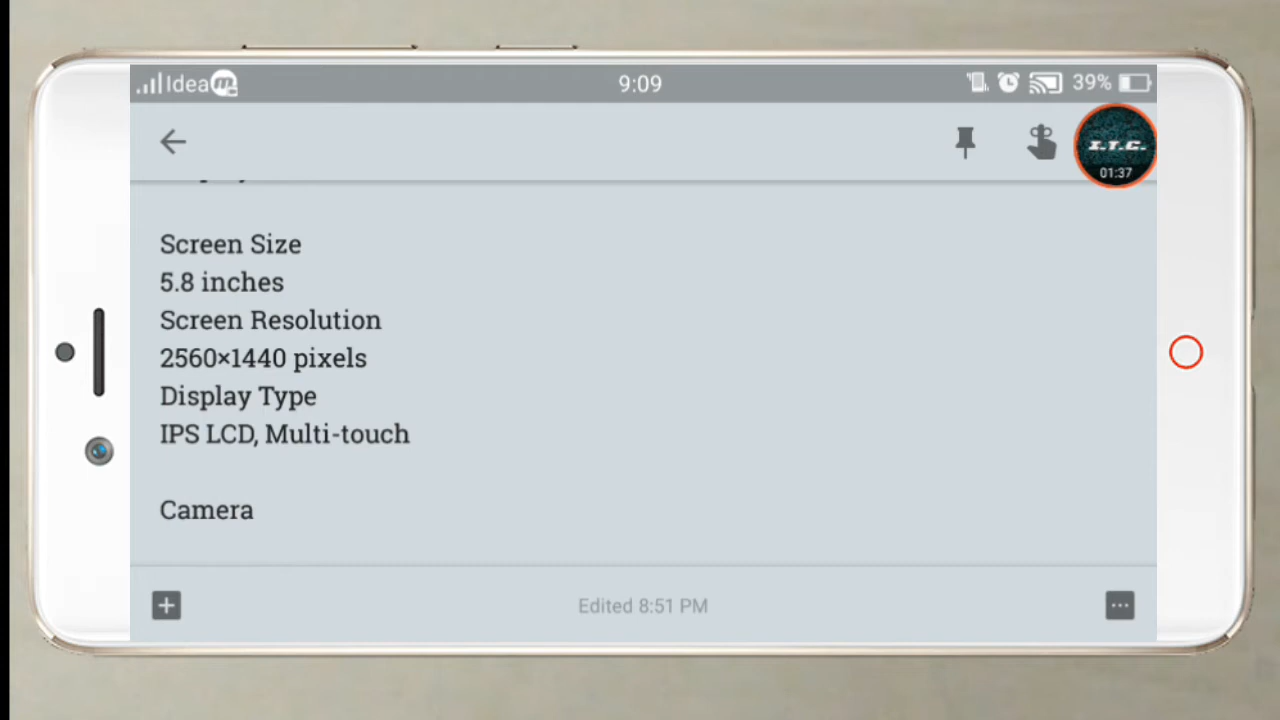 Idea 9:09 39%
I.T.C.
01:37
Screen Size
5.8 inches
Screen Resolution
2560×1440 pixels
Display Type
IPS LCD, Multi-touch
Camera
Edited 8:51 PM